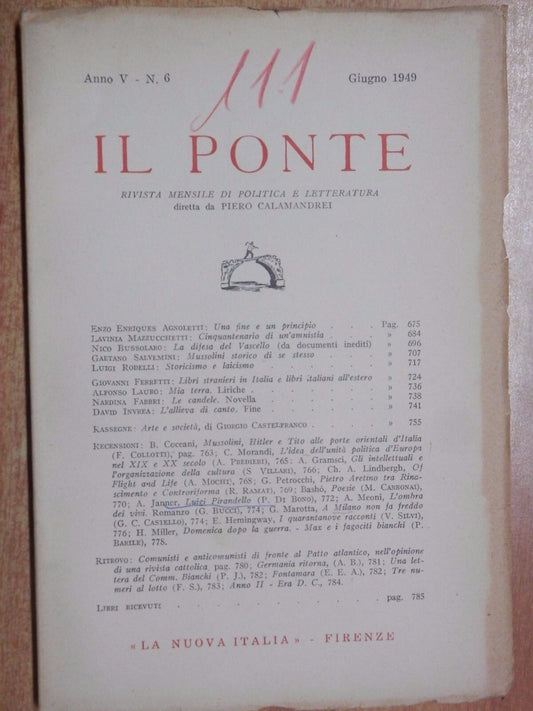 Anno V - N. 6 Giugno 1949
111
IL PONTE
RIVISTA MENSILE DI POLITICA E LETTERATURA
diretta da PIERO CALAMANDREI
ENZO ENRIQUES AGNOLETTI: Una fine e un principio . . . Pag. 675
LAVINIA MAZZUCCHETTI: Cinquantenario di un'amnistia . . . » 684
NICO BUSSOLARO: La difesa del Vascello (da documenti inediti) » 696
GAETANO SALVEMINI: Mussolini storico di se stesso . . . . » 707
LUIGI RODELLI: Storicismo e laicismo . . . . . . » 717
GIOVANNI FERRETTI: Libri stranieri in Italia e libri italiani all'estero » 724
ALFONSO LAURO: Mia terra. Liriche . . . . . . » 736
NARDINA FABBRI: Le candele. Novella . . . . . » 738
DAVID INVREA: L'allieva di canto. Fine . . . . . » 741
RASSEGNE: Arte e società, di GIORGIO CASTELFRANCO . . . » 755
RECENSIONI: B. Coceani, Mussolini, Hitler e Tito alle porte orientali d'Italia
(F. COLLOTTI), pag. 763; C. Morandi, L'idea dell'unità politica d'Europa
nel XIX e XX secolo (A. PREDIERI), 765; A. Gramsci, Gli intellettuali e
l'organizzazione della cultura (S. VILLARI), 766; Ch. A. Lindbergh, Of
Flight and Life (A. MOCHI), 768; G. Petrocchi, Pietro Aretino tra Rina-
scimento e Controriforma (R. RAMAT), 769; Bashô, Poesie (M. CARBONAI),
770; A. Janner, Luigi Pirandello (P. DI BONO), 772; A. Meoni, L'ombra
dei vivi. Romanzo (G. BUCCI), 774; G. Marotta, A Milano non fa freddo
(G. C. CASTELLO), 774; E. Hemingway, I quarantanove racconti (V. SILVI),
776; H. Miller, Domenica dopo la guerra. - Max e i fagociti bianchi (P.
BARILE), 778.
RITROVO: Comunisti e anticomunisti di fronte al Patto atlantico, nell'opinione
di una rivista cattolica, pag. 780; Germania ritorna, (A. B.), 781; Una let-
tera del Comm. Bianchi (P. J.), 782; Fontamara (E. E. A.), 782; Tre nu-
meri al lotto (F. S.), 783; Anno II - Era D. C., 784.
LIBRI RICEVUTI . . . . . . . . . . . pag. 785
« LA NUOVA ITALIA » - FIRENZE